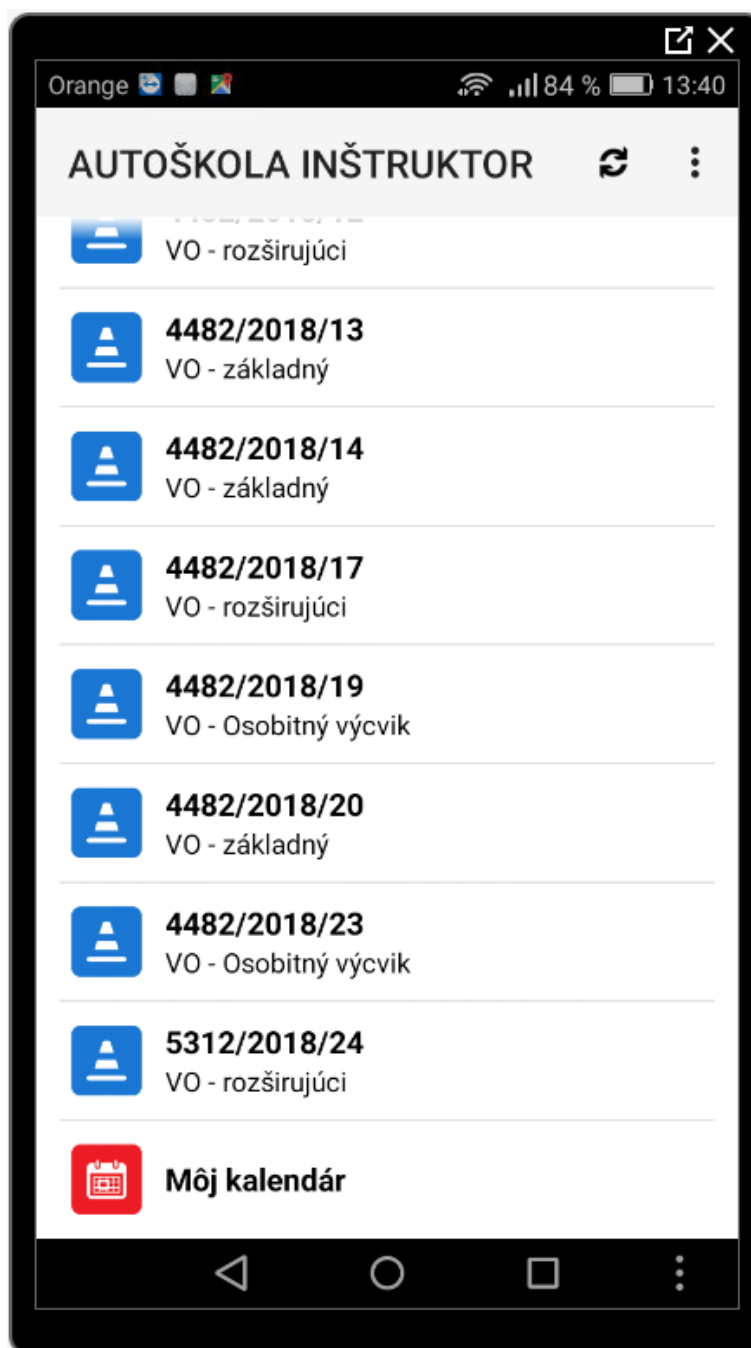 Orange 84 % 13:40
AUTOŠKOLA INŠTRUKTOR
VO - rozširujúci
4482/2018/13
VO - základný
4482/2018/14
VO - základný
4482/2018/17
VO - rozširujúci
4482/2018/19
VO - Osobitný výcvik
4482/2018/20
VO - základný
4482/2018/23
VO - Osobitný výcvik
5312/2018/24
VO - rozširujúci
Môj kalendár